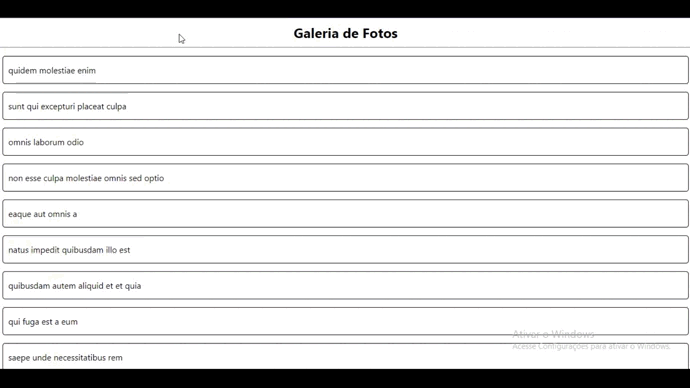 Galeria de Fotos
quidem molestiae enim
sunt qui excepturi placeat culpa
omnis laborum odio
non esse culpa molestiae omnis sed optio
eaque aut omnis a
natus impedit quibusdam illo est
quibusdam autem aliquid et et quia
qui fuga est a eum
saepe unde necessitatibus rem
Ativar o Windows
Acesse Configurações para ativar o Windows.